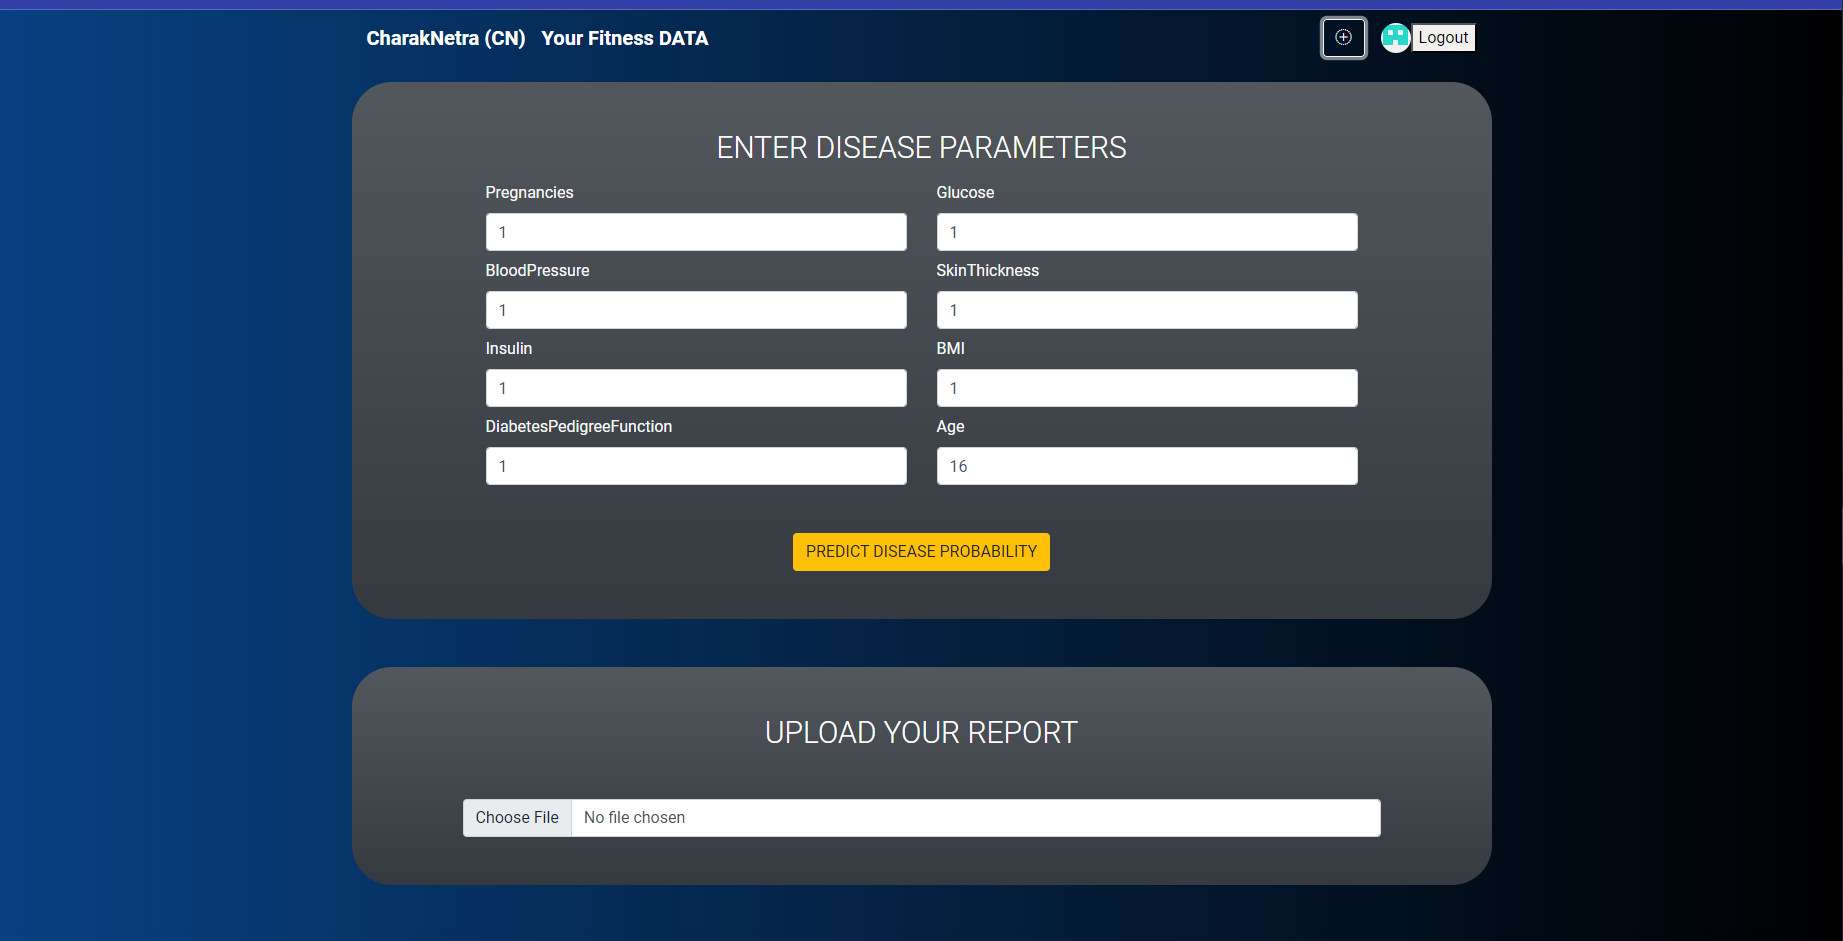 CharakNetra (CN) Your Fitness DATA Logout
ENTER DISEASE PARAMETERS
Pregnancies Glucose
1 1
BloodPressure SkinThickness
1 1
Insulin BMI
1 1
DiabetesPedigreeFunction Age
1 16
PREDICT DISEASE PROBABILITY
UPLOAD YOUR REPORT
Choose File No file chosen